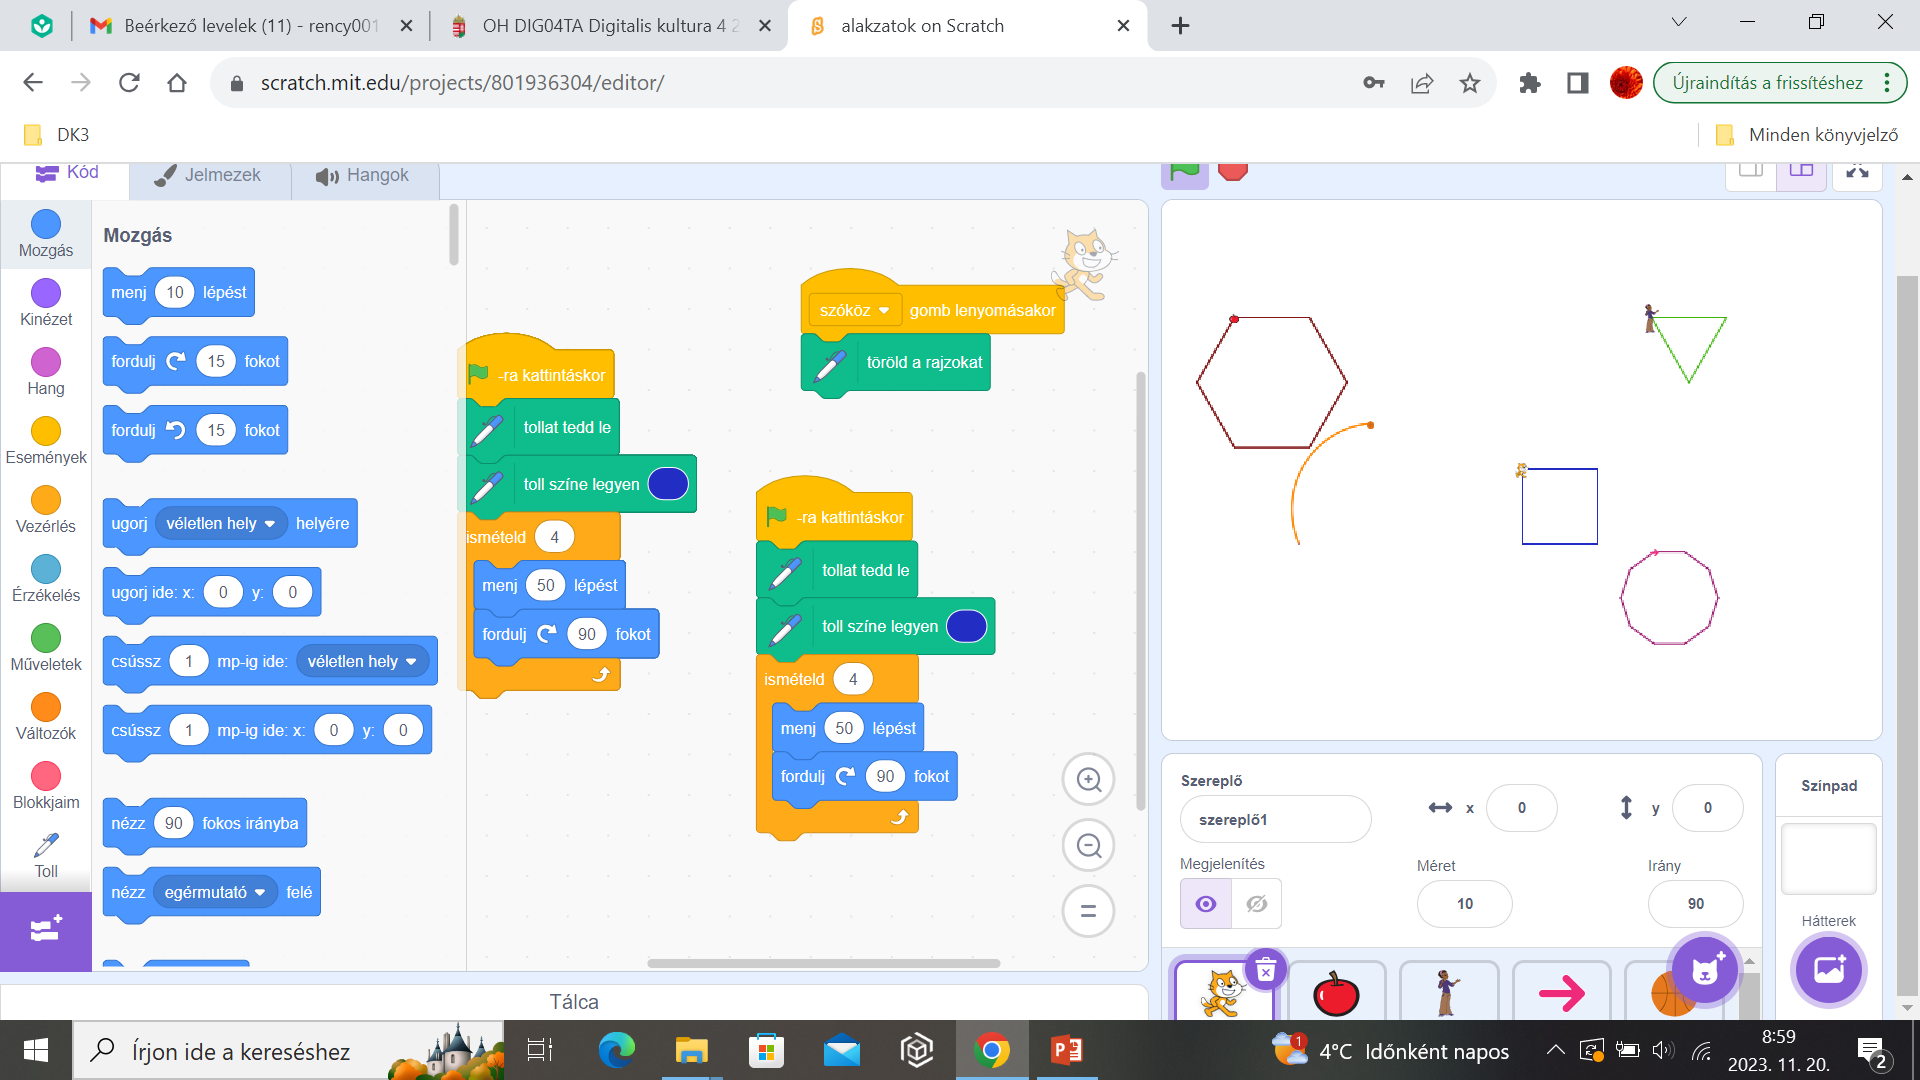 Beérkező levelek (11) - rency001
OH DIG04TA Digitalis kultura 4 2
alakzatok on Scratch
scratch.mit.edu/projects/801936304/editor/
Újraindítás a frissítéshez
DK3
Minden könyvjelző
Kód
Jelmezek
Hangok
Mozgás
Kinézet
Hang
Események
Vezérlés
Érzékelés
Műveletek
Változók
Blokkjaim
Toll
Mozgás
menj 10 lépést
fordulj 15 fokot
fordulj 15 fokot
ugorj véletlen hely helyére
ugorj ide: x: 0 y: 0
csússz 1 mp-ig ide: véletlen hely
csússz 1 mp-ig ide: x: 0 y: 0
nézz 90 fokos irányba
nézz egérmutató felé
-ra kattintáskor
tollat tedd le
toll színe legyen
ismételd 4
menj 50 lépést
fordulj 90 fokot
szóköz gomb lenyomásakor
töröld a rajzokat
-ra kattintáskor
tollat tedd le
toll színe legyen
ismételd 4
menj 50 lépést
fordulj 90 fokot
Tálca
Szereplő
szereplő1
x 0
y 0
Megjelenítés
Méret
10
Irány
90
Színpad
Hátterek
Írjon ide a kereséshez
1
4°C Időnként napos
8:59
2023. 11. 20.
2